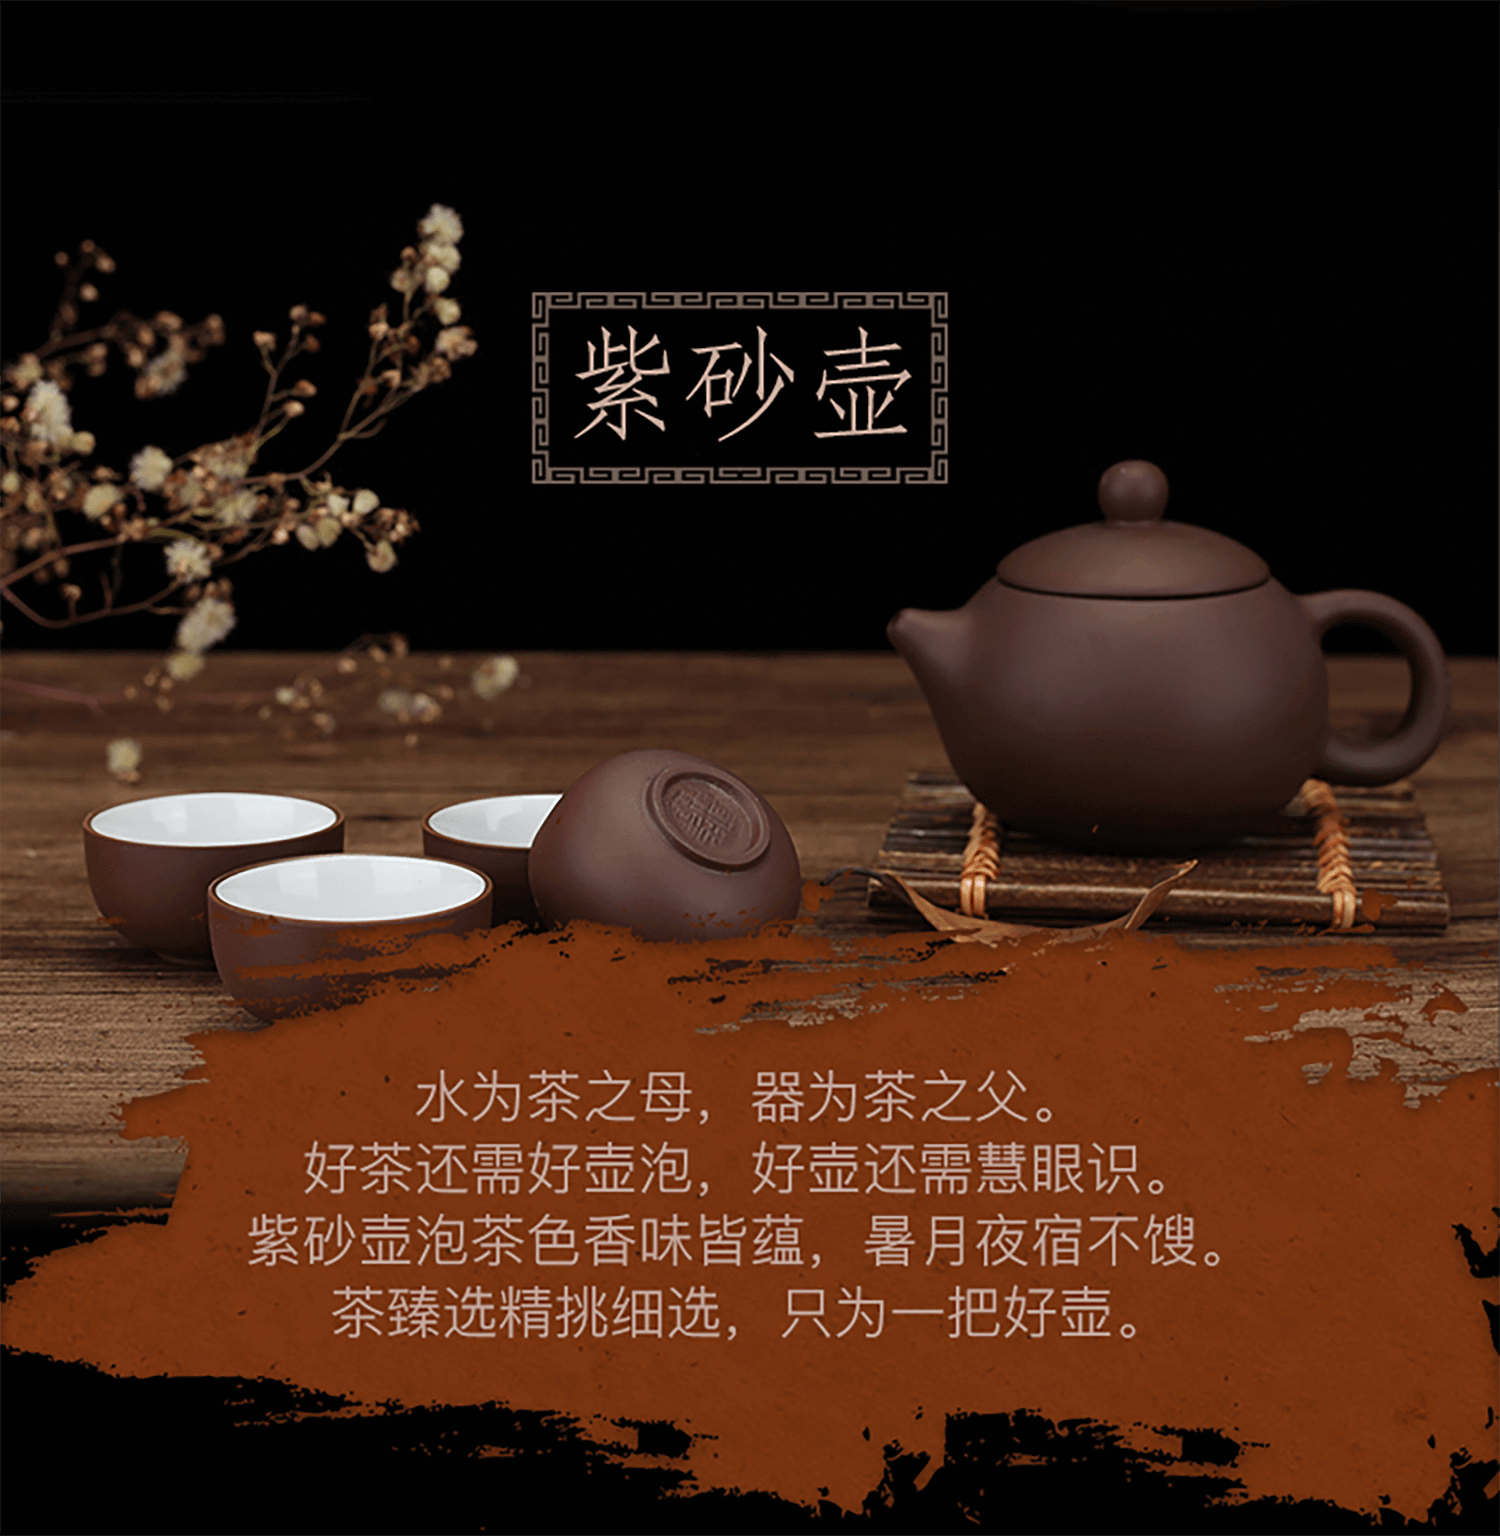 紫砂壶
水为茶之母，器为茶之父。
好茶还需好壶泡，好壶还需慧眼识。
紫砂壶泡茶色香味皆蕴，暑月夜宿不馊。
茶臻选精挑细选，只为一把好壶。